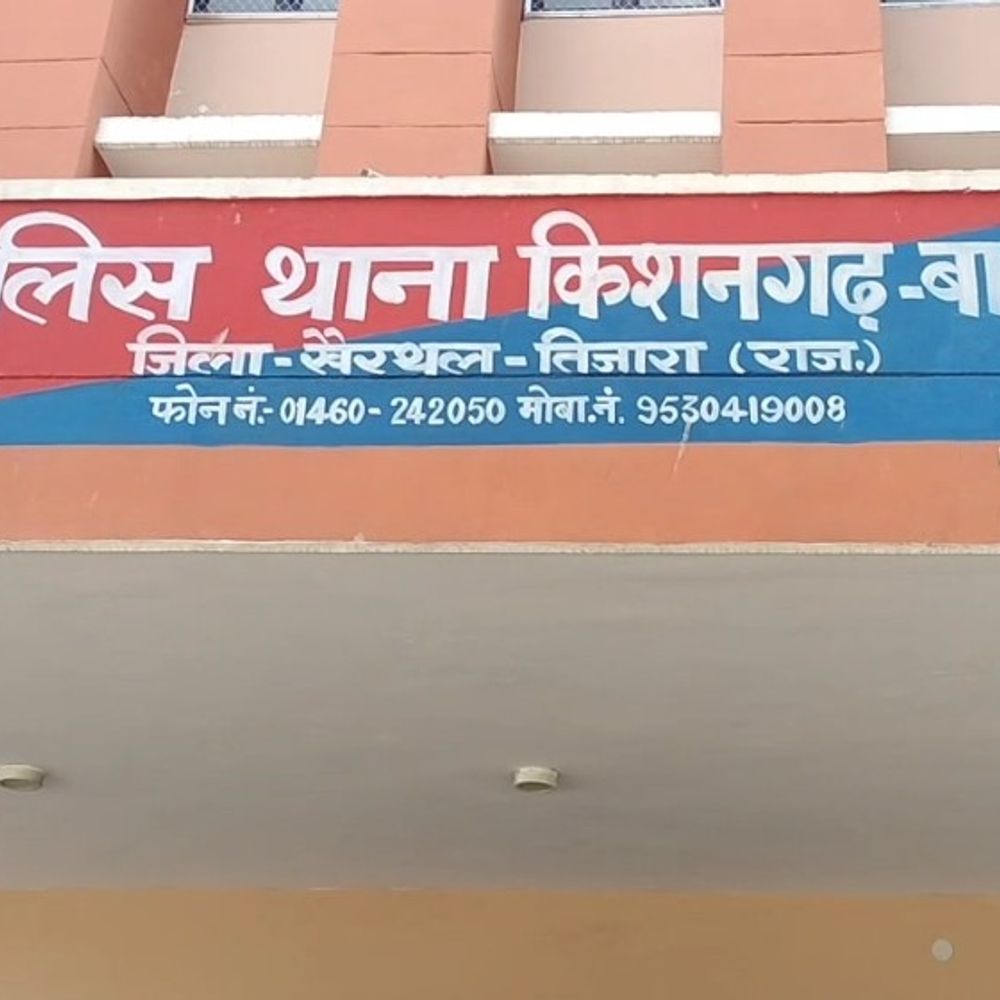 लिस थाना किशनगढ़-बा
जिला-खैरथल-तिजारा (राज.)
फोन नं:- 01460-242050 मोबा.नं. 9530419008